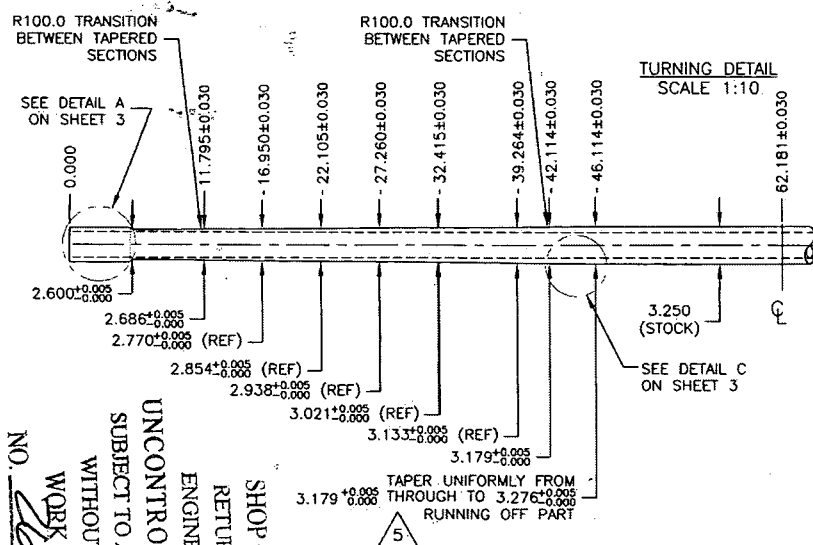 R100.0 TRANSITION
BETWEEN TAPERED
SECTIONS
R100.0 TRANSITION
BETWEEN TAPERED
SECTIONS
TURNING DETAIL
SCALE 1:10
SEE DETAIL A
ON SHEET 3
0.000
11.795±0.030
16.950±0.030
22.105±0.030
27.260±0.030
32.415±0.030
39.264±0.030
42.114±0.030
46.114±0.030
62.181±0.030
2.600+0.005-0.000
2.686+0.005-0.000
2.770+0.005-0.000 (REF)
2.854+0.005-0.000 (REF)
2.938+0.005-0.000 (REF)
3.021+0.005-0.000 (REF)
3.133+0.005-0.000 (REF)
3.179+0.005-0.000
3.250
(STOCK)
SEE DETAIL C
ON SHEET 3
TAPER UNIFORMLY FROM
3.179+0.005 0.000 THROUGH TO 3.276+0.005-0.000
RUNNING OFF PART
5
SHOP
RETUR
ENGINE
UNCONTRO
SUBJECT TO
WITHOU
WORK
NO.